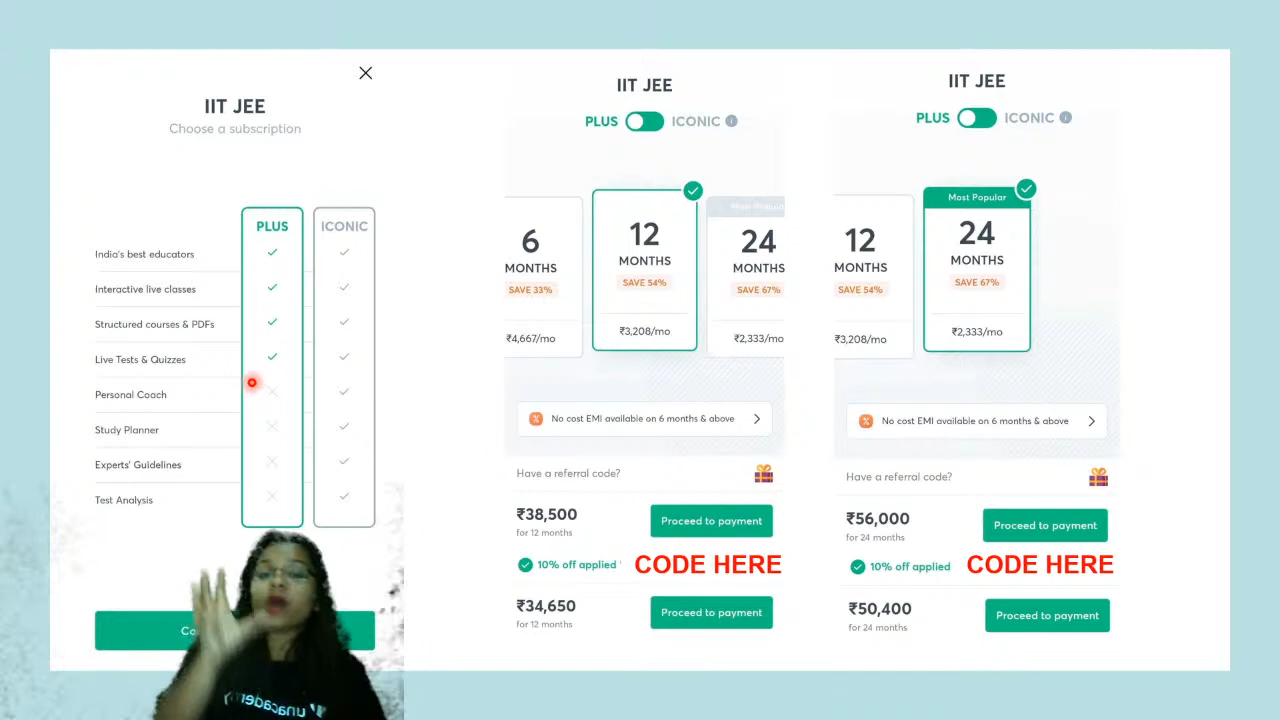 IIT JEE
Choose a subscription
PLUS ICONIC
India's best educators
Interactive live classes
Structured courses & PDFs
Live Tests & Quizzes
Personal Coach
Study Planner
Experts' Guidelines
Test Analysis
unacademy
IIT JEE
PLUS ICONIC
6
MONTHS
SAVE 33%
₹4,667/mo
12
MONTHS
SAVE 54%
₹3,208/mo
24
MONTHS
SAVE 67%
₹2,333/mo
No cost EMI available on 6 months & above
Have a referral code?
₹38,500
for 12 months
Proceed to payment
10% off applied
CODE HERE
₹34,650
for 12 months
Proceed to payment
IIT JEE
PLUS ICONIC
12
MONTHS
SAVE 54%
₹3,208/mo
Most Popular
24
MONTHS
SAVE 67%
₹2,333/mo
No cost EMI available on 6 months & above
Have a referral code?
₹56,000
for 24 months
Proceed to payment
10% off applied
CODE HERE
₹50,400
for 24 months
Proceed to payment